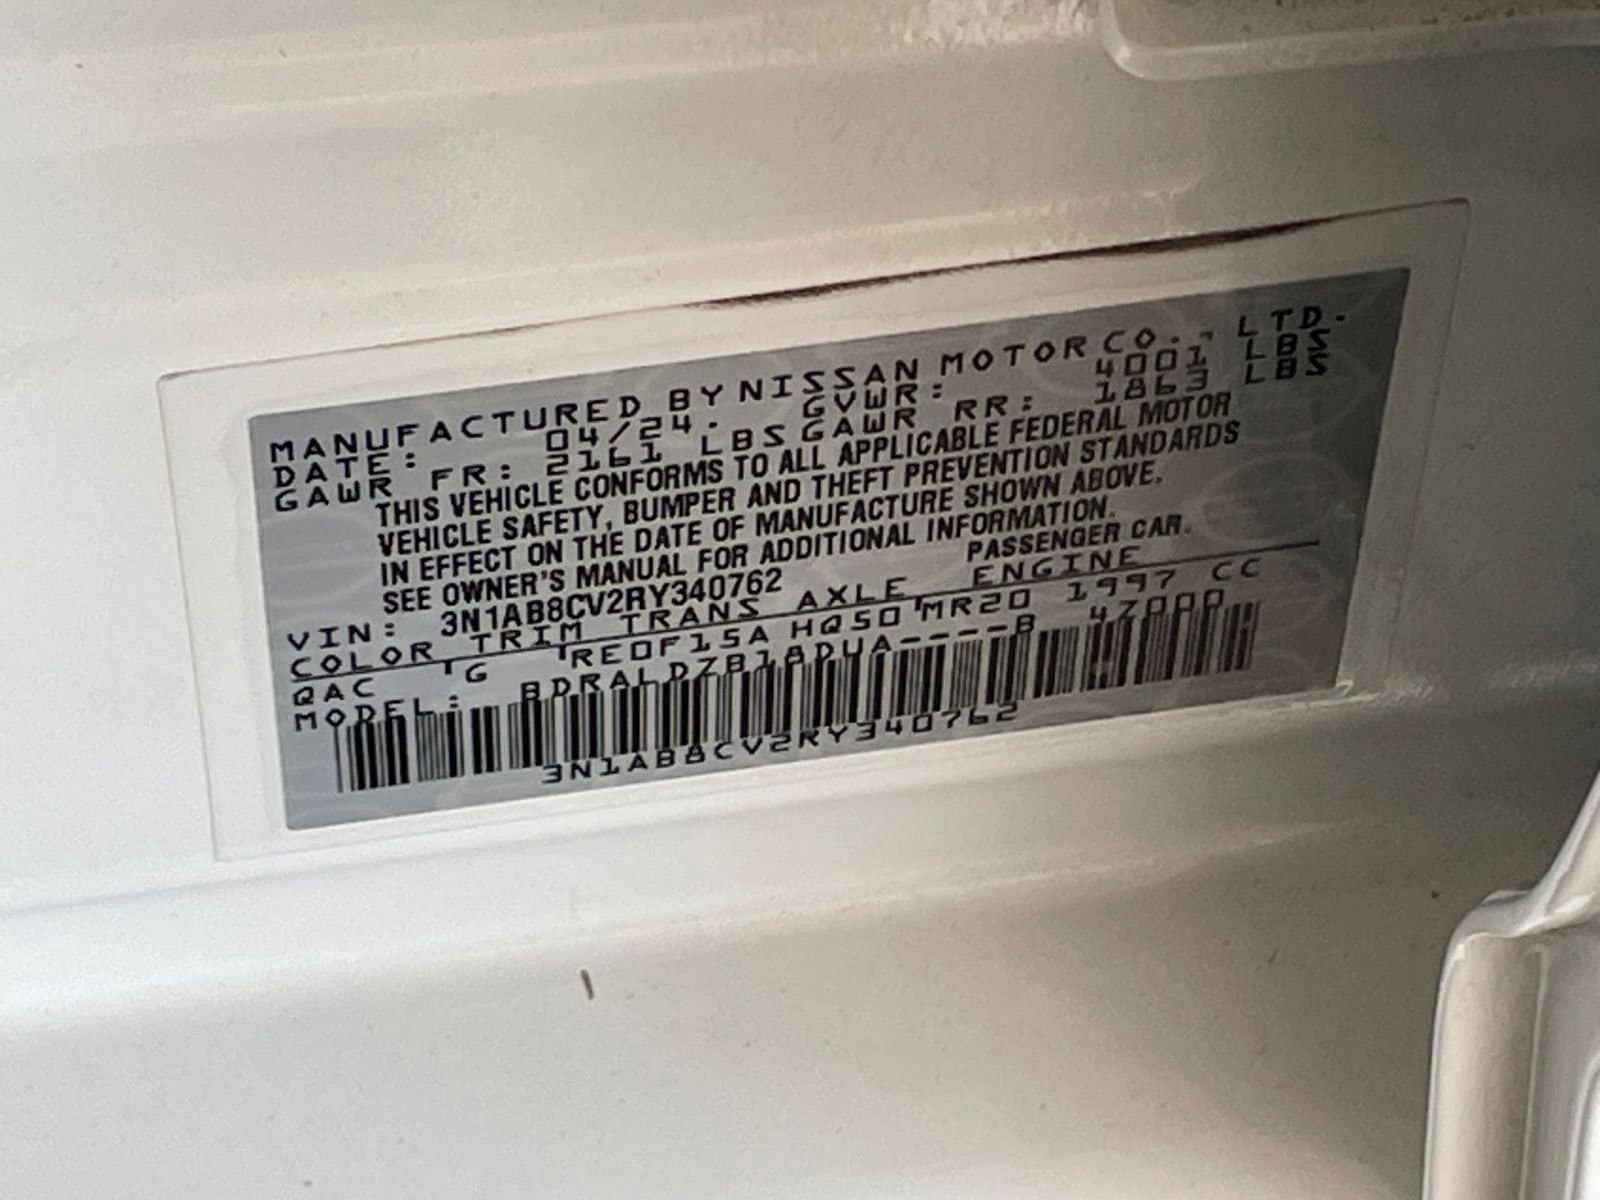 MANUFACTURED BY NISSAN MOTOR CO., LTD.
DATE: 04/24. GVWR: 4001 LBS
GAWR FR: 2161 LBS GAWR RR: 1863 LBS
THIS VEHICLE CONFORMS TO ALL APPLICABLE FEDERAL MOTOR
VEHICLE SAFETY, BUMPER AND THEFT PREVENTION STANDARDS
IN EFFECT ON THE DATE OF MANUFACTURE SHOWN ABOVE.
SEE OWNER'S MANUAL FOR ADDITIONAL INFORMATION.
VIN: 3N1AB8CV2RY340762 PASSENGER CAR.
COLOR TRIM TRANS AXLE ENGINE
QAC G RE0F15A HQ50 MR20 1997 CC
MODEL: BDRALDZB18DUA----B 4Z000
3N1AB8CV2RY340762